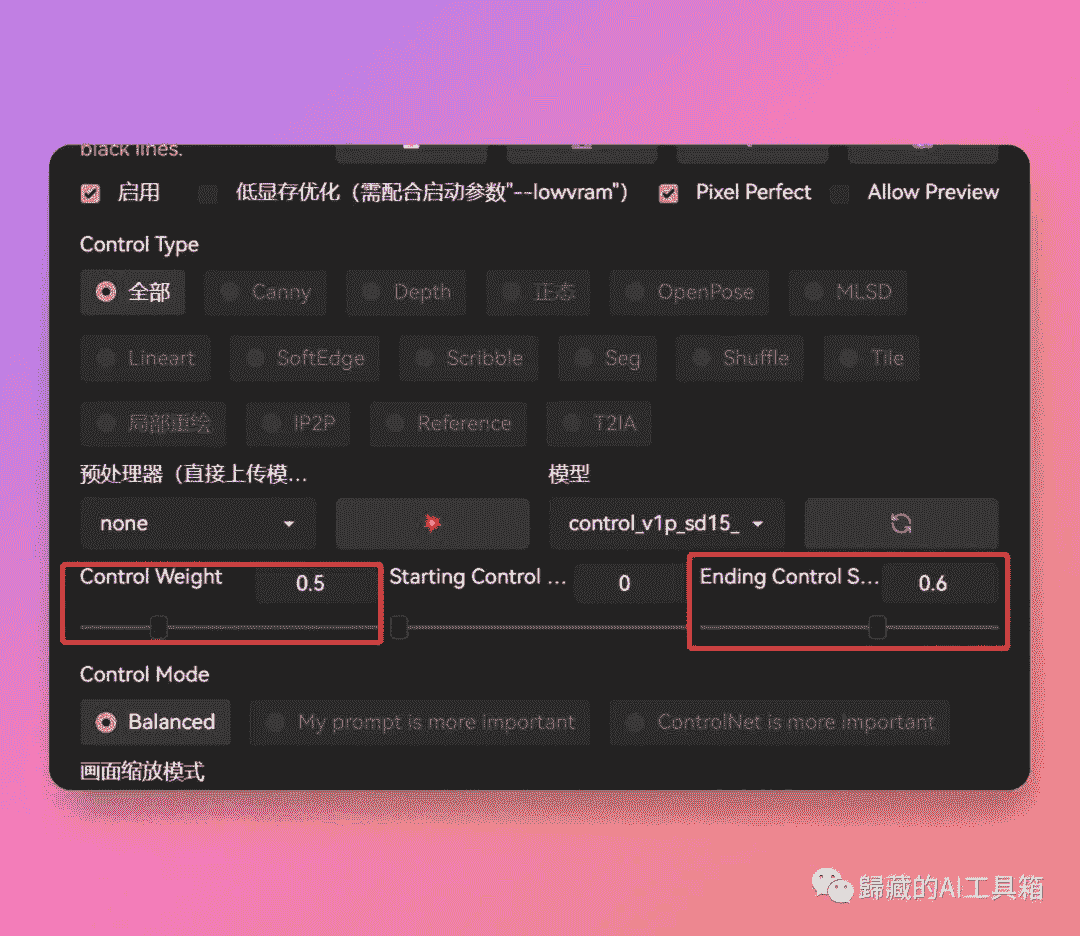 black lines.
启用 低显存优化（需配合启动参数"--lowvram"） Pixel Perfect Allow Preview
Control Type
全部 Canny Depth 正态 OpenPose MLSD
Lineart SoftEdge Scribble Seg Shuffle Tile
局部重绘 IP2P Reference T2IA
预处理器（直接上传模... 模型
none control_v1p_sd15_
Control Weight 0.5 Starting Control ... 0 Ending Control S... 0.6
Control Mode
Balanced My prompt is more important ControlNet is more important
画面缩放模式
歸藏的AI工具箱